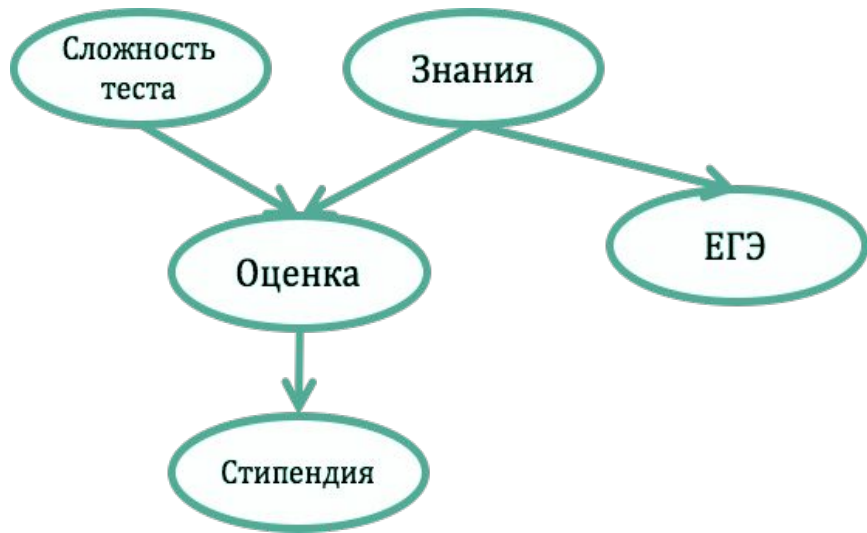 Сложность
теста
Знания
Оценка
ЕГЭ
Стипендия